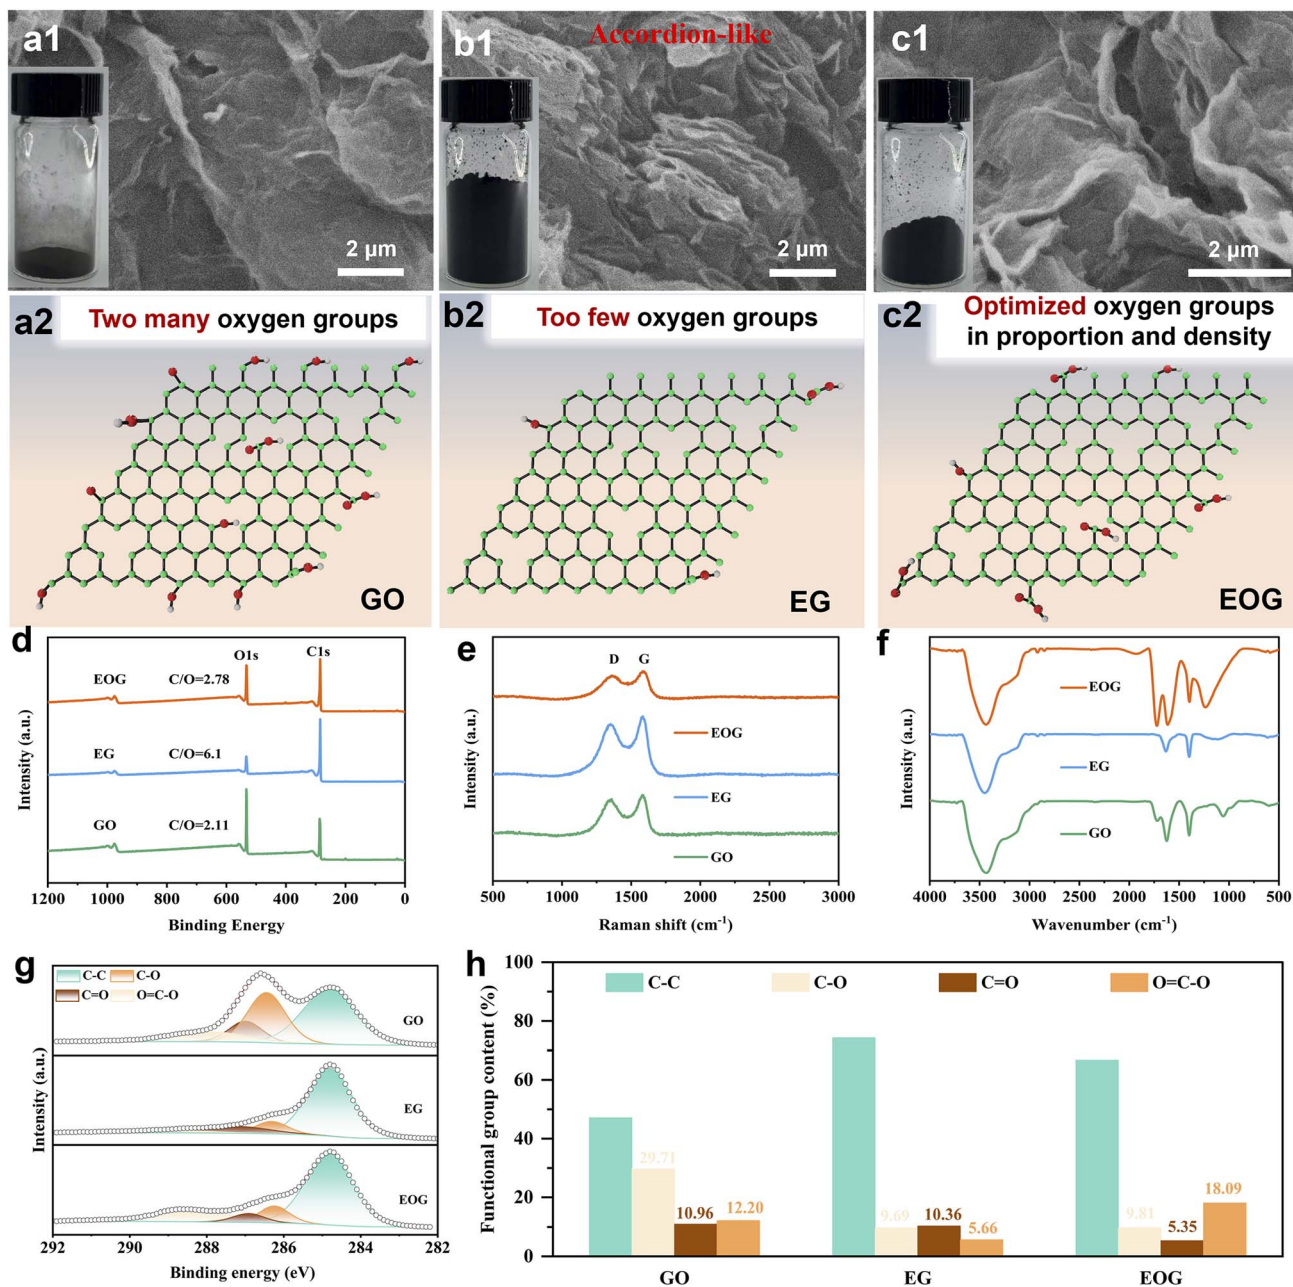 a1
b1
Accordion-like
c1
2 µm
2 µm
2 µm
a2
Two many oxygen groups
GO
b2
Too few oxygen groups
EG
c2
Optimized oxygen groups
in proportion and density
EOG
d
O1s
C1s
EOG
C/O=2.78
EG
C/O=6.1
GO
C/O=2.11
Intensity (a.u.)
1200 1000 800 600 400 200 0
Binding Energy
e
D
G
EOG
EG
GO
Intensity (a.u.)
500 1000 1500 2000 2500 3000
Raman shift (cm⁻¹)
f
EOG
EG
GO
Intensity (a.u.)
4000 3500 3000 2500 2000 1500 1000 500
Wavenumber (cm⁻¹)
g
C-C
C-O
C=O
O=C-O
GO
EG
EOG
Intensity (a.u.)
292 290 288 286 284 282
Binding energy (eV)
h
C-C
C-O
C=O
O=C-O
Functional group content (%)
100
80
60
40
20
0
29.71
10.96
12.20
9.69
10.36
5.66
9.81
5.35
18.09
GO
EG
EOG